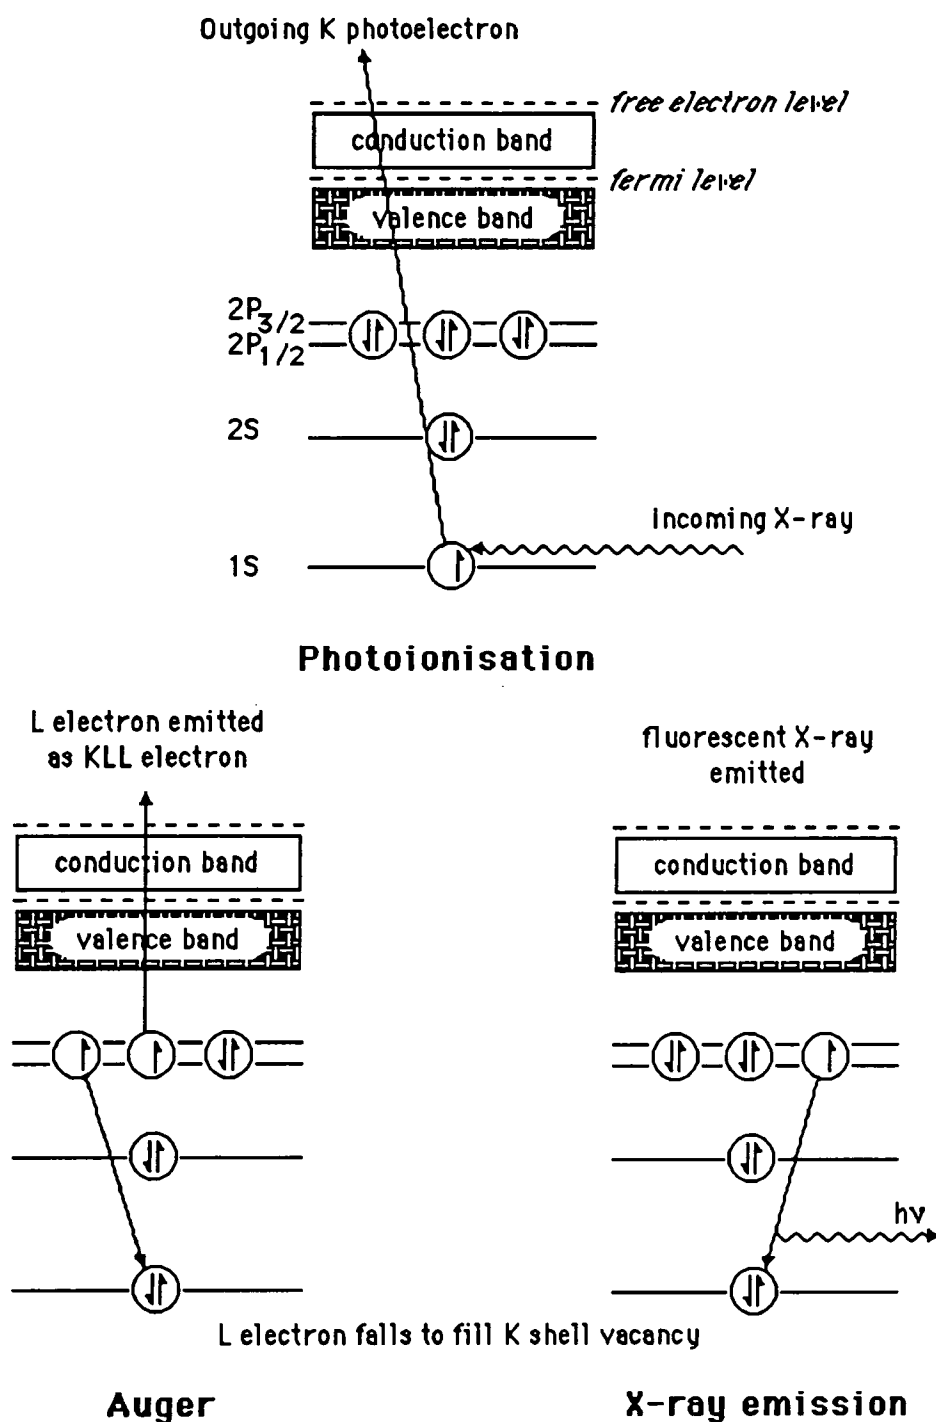 Outgoing K photoelectron
free electron level
conduction band
fermi level
valence band
2P3/2
2P1/2
2S
incoming X-ray
1S
Photoionisation
L electron emitted
as KLL electron
fluorescent X-ray
emitted
conduction band
conduction band
valence band
valence band
hν
L electron falls to fill K shell vacancy
Auger
X-ray emission